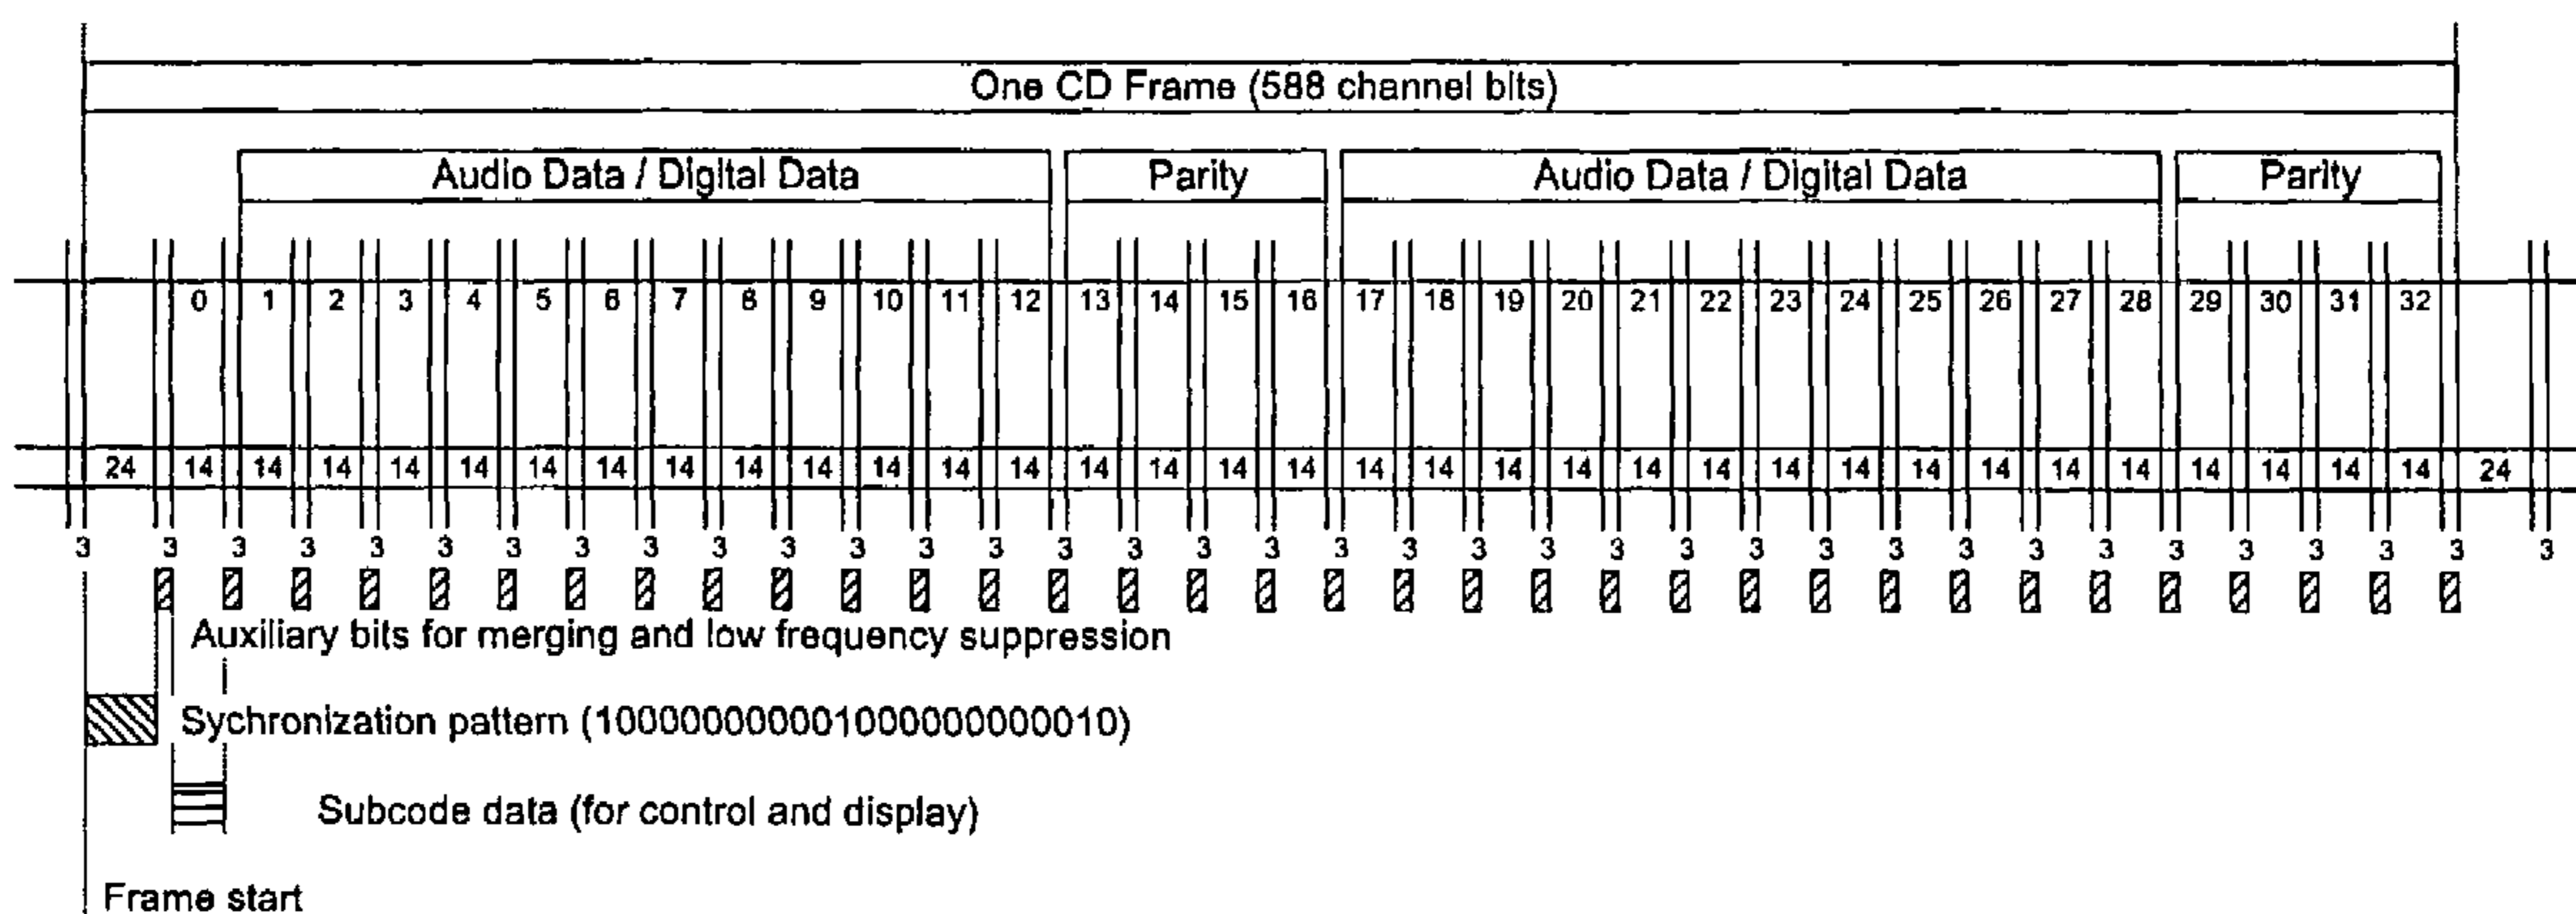 One CD Frame (588 channel bits)
Audio Data / Digital Data Parity Audio Data / Digital Data Parity
0 1 2 3 4 5 6 7 8 9 10 11 12 13 14 15 16 17 18 19 20 21 22 23 24 25 26 27 28 29 30 31 32
24 14 14 14 14 14 14 14 14 14 14 14 14 14 14 14 14 14 14 14 14 14 14 14 14 14 14 14 14 14 14 14 14 14 24
3 3 3 3 3 3 3 3 3 3 3 3 3 3 3 3 3 3 3 3 3 3 3 3 3 3 3 3 3 3 3 3 3 3 3 3
Auxiliary bits for merging and low frequency suppression
Sychronization pattern (100000000001000000000010)
Subcode data (for control and display)
Frame start